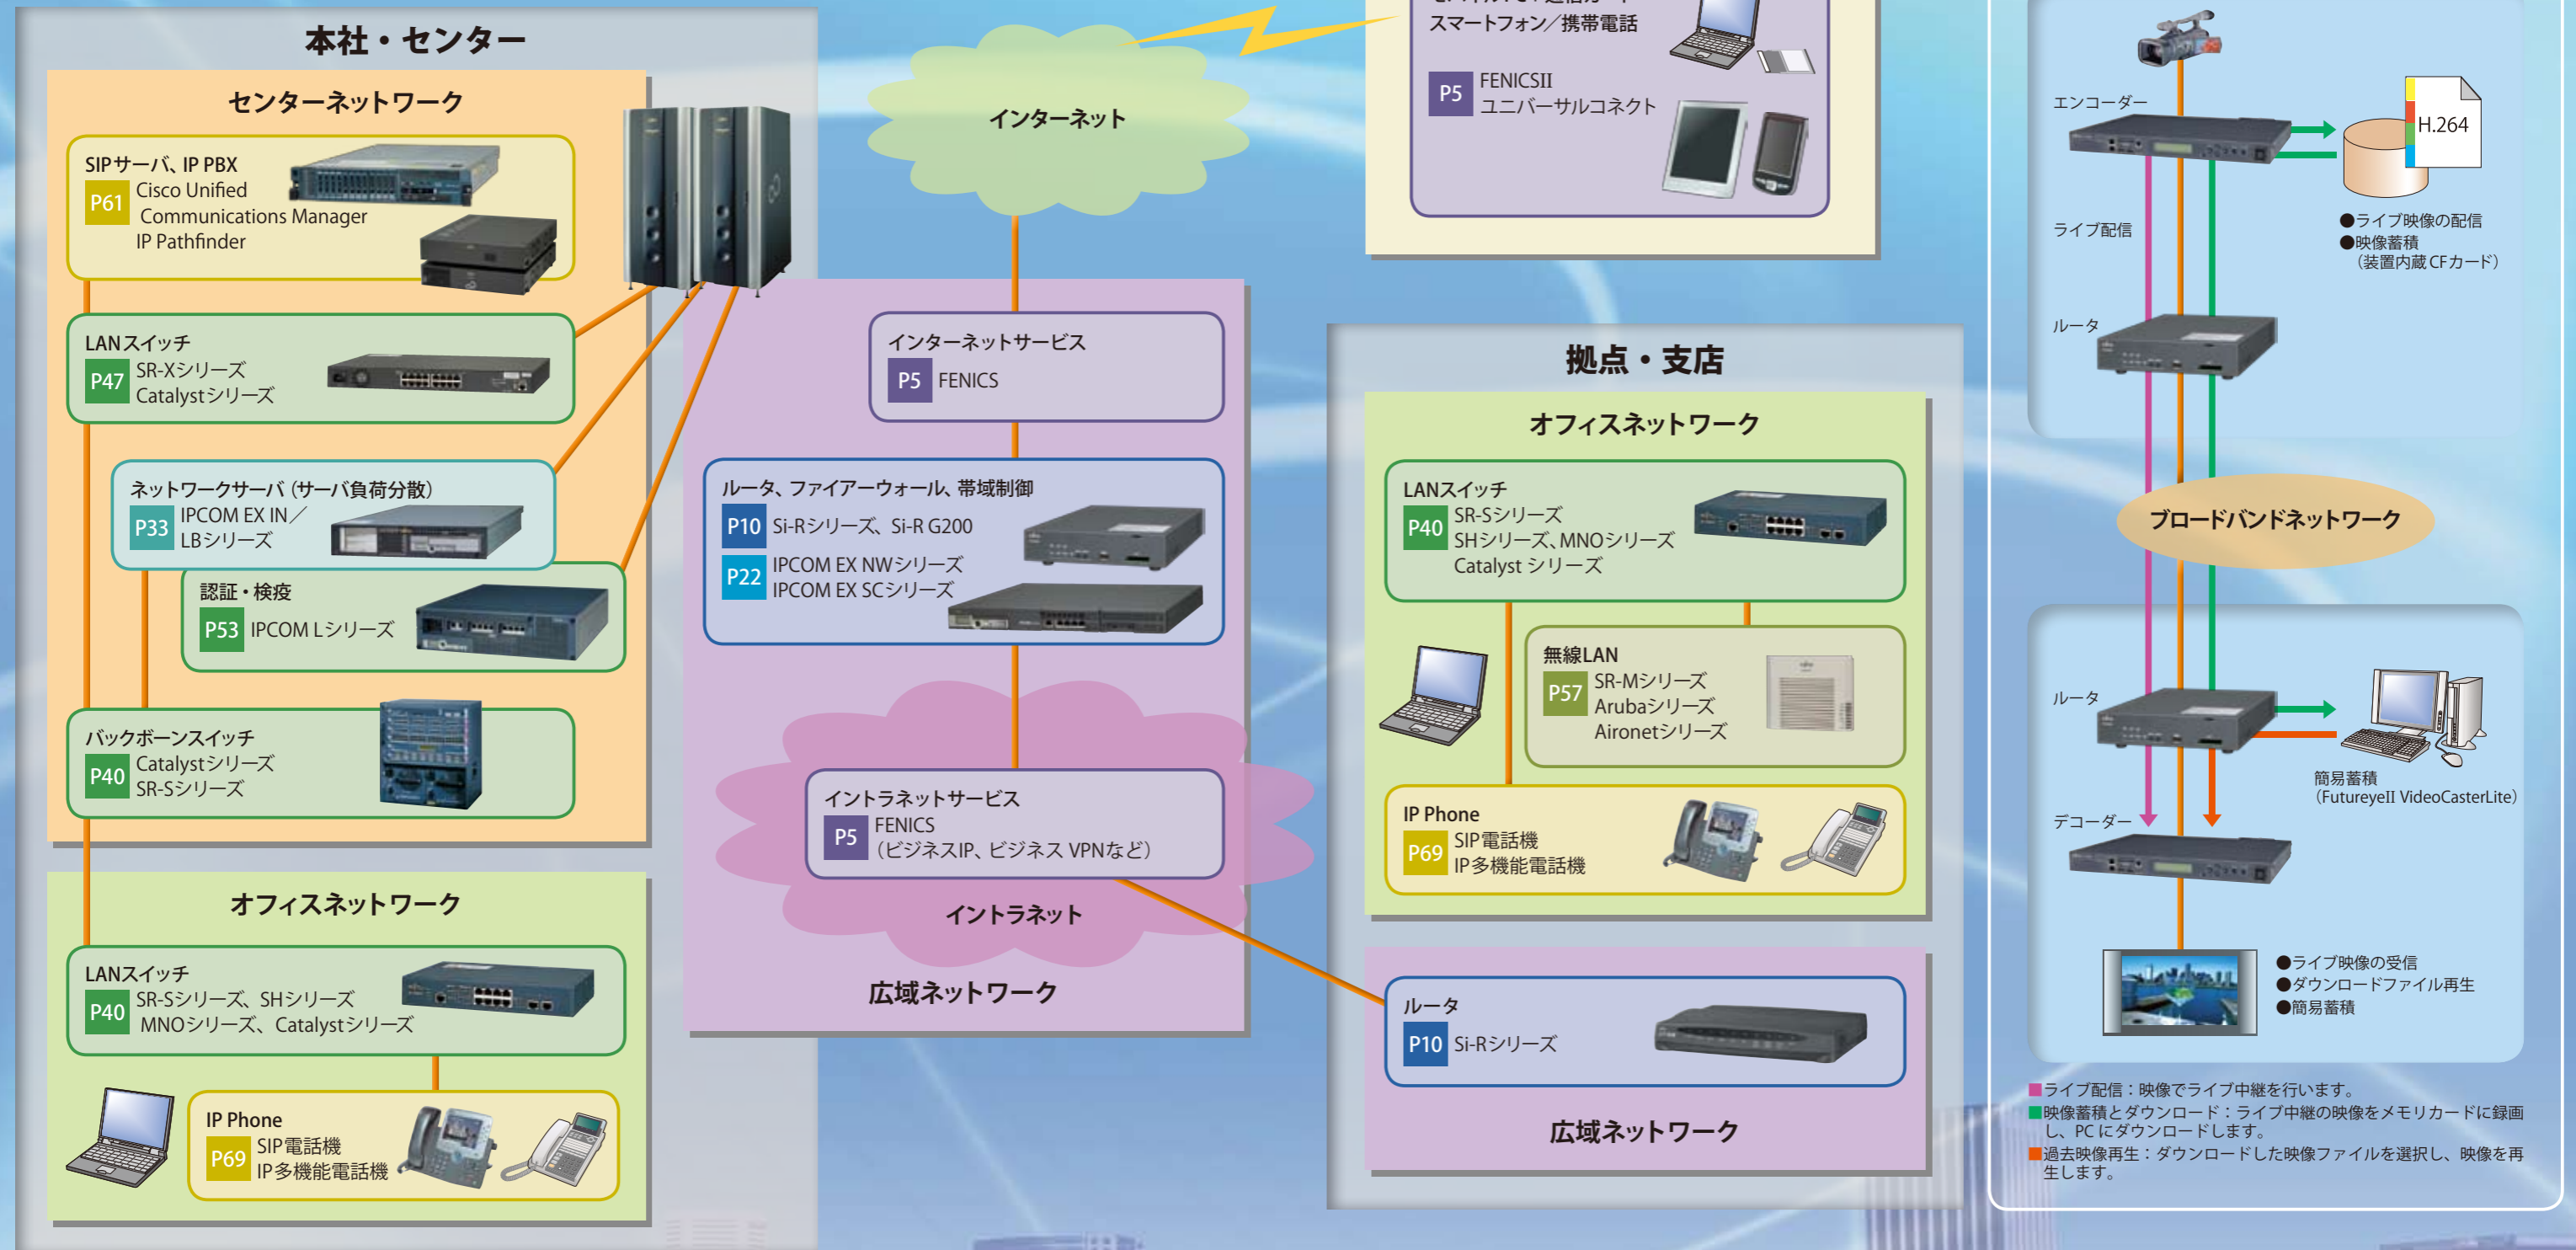 本社・センター
センターネットワーク
SIPサーバ、IP PBX
P61
Cisco Unified
Communications Manager
IP Pathfinder
LANスイッチ
P47
SR-Xシリーズ
Catalystシリーズ
ネットワークサーバ（サーバ負荷分散）
P33
IPCOM EX IN／
LBシリーズ
認証・検疫
P53
IPCOM Lシリーズ
バックボーンスイッチ
P40
Catalystシリーズ
SR-Sシリーズ
オフィスネットワーク
LANスイッチ
P40
SR-Sシリーズ、SHシリーズ
MNOシリーズ、Catalystシリーズ
IP Phone
P69
SIP電話機
IP多機能電話機
インターネット
インターネットサービス
P5
FENICS
ルータ、ファイアーウォール、帯域制御
P10
Si-Rシリーズ、Si-R G200
P22
IPCOM EX NWシリーズ
IPCOM EX SCシリーズ
イントラネットサービス
P5
FENICS
（ビジネスIP、ビジネス VPNなど）
イントラネット
広域ネットワーク
スマートフォン／携帯電話
P5
FENICSII
ユニバーサルコネクト
拠点・支店
オフィスネットワーク
LANスイッチ
P40
SR-Sシリーズ
SHシリーズ、MNOシリーズ
Catalyst シリーズ
無線LAN
P57
SR-Mシリーズ
Arubaシリーズ
Aironetシリーズ
IP Phone
P69
SIP電話機
IP多機能電話機
ルータ
P10
Si-Rシリーズ
広域ネットワーク
エンコーダー
H.264
ライブ配信
●ライブ映像の配信
●映像蓄積
（装置内蔵CFカード）
ルータ
ブロードバンドネットワーク
ルータ
簡易蓄積
（FutureyeII VideoCasterLite）
デコーダー
●ライブ映像の受信
●ダウンロードファイル再生
●簡易蓄積
■ライブ配信：映像でライブ中継を行います。
■映像蓄積とダウンロード：ライブ中継の映像をメモリカードに録画
し、PC にダウンロードします。
■過去映像再生：ダウンロードした映像ファイルを選択し、映像を再
生します。